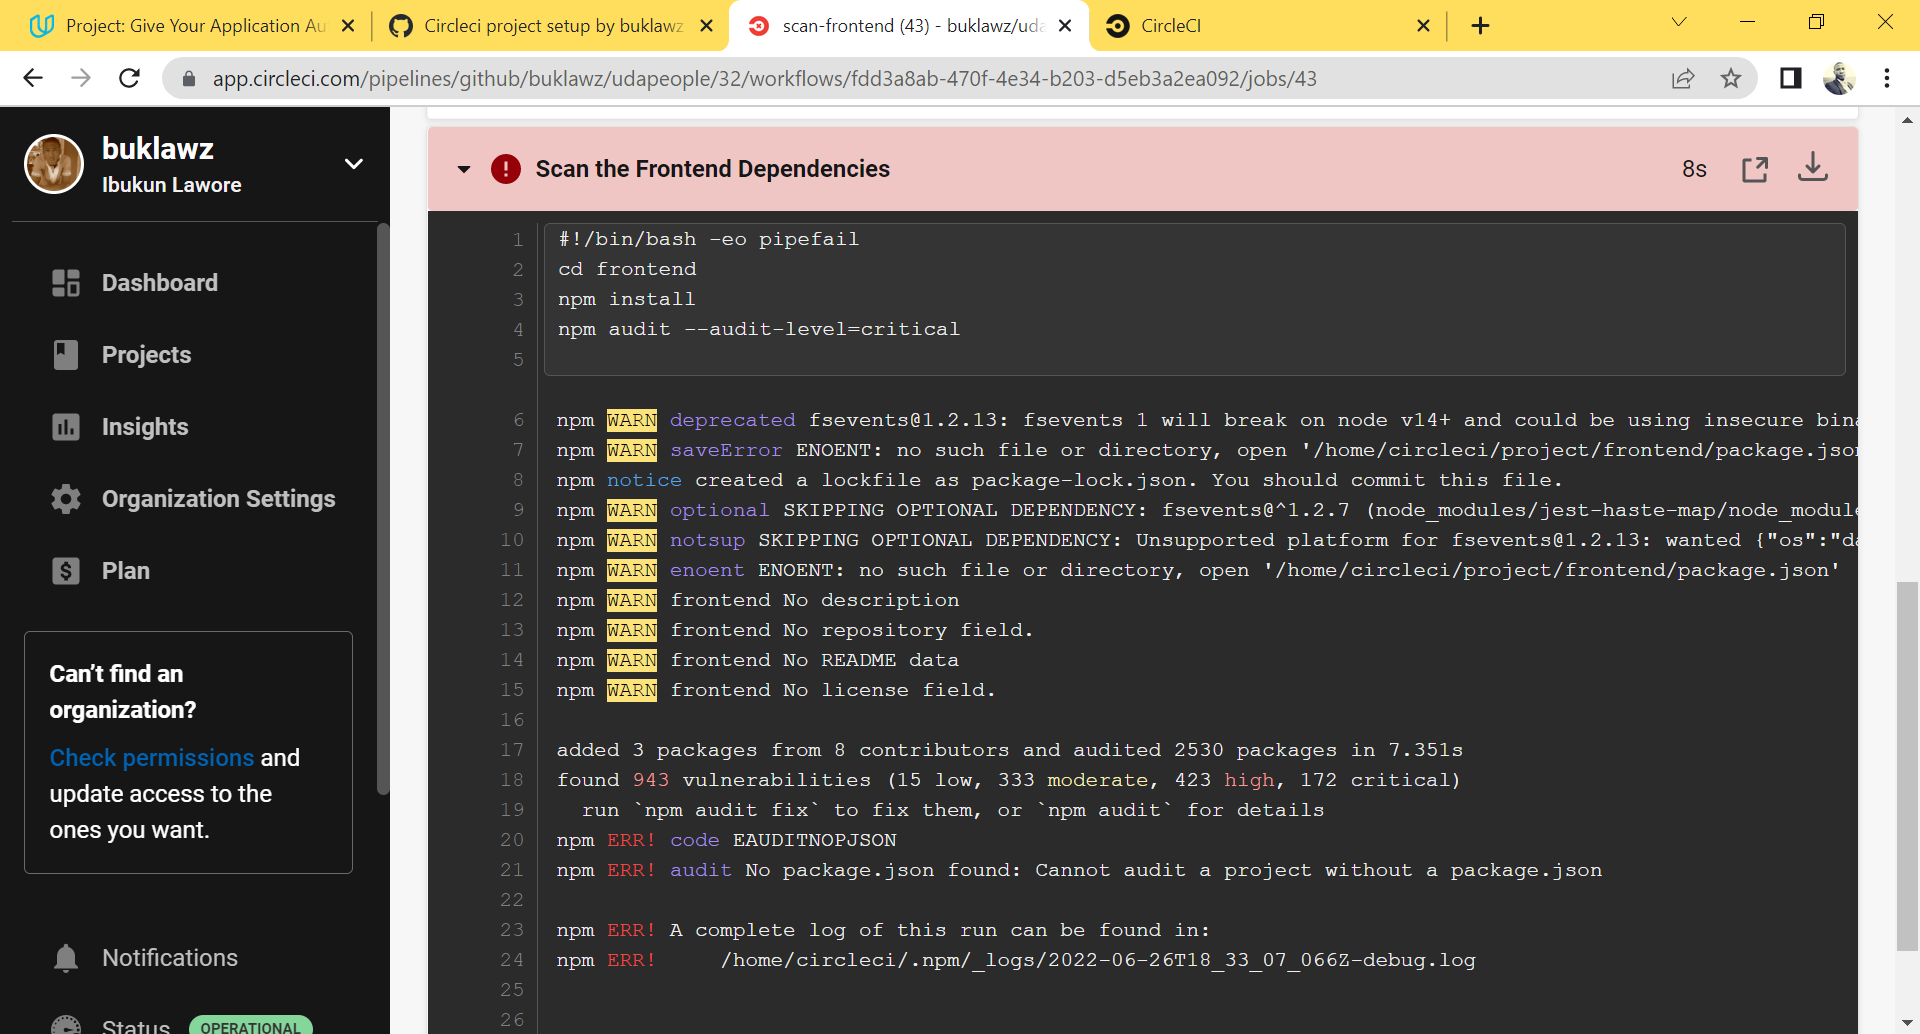 Project: Give Your Application Au
Circleci project setup by buklawz
scan-frontend (43) - buklawz/uda
CircleCI
app.circleci.com/pipelines/github/buklawz/udapeople/32/workflows/fdd3a8ab-470f-4e34-b203-d5eb3a2ea092/jobs/43
buklawz
Ibukun Lawore
Dashboard
Projects
Insights
Organization Settings
Plan
Can't find an
organization?
Check permissions and
update access to the
ones you want.
Notifications
Status OPERATIONAL
Scan the Frontend Dependencies
8s
1 #!/bin/bash -eo pipefail
2 cd frontend
3 npm install
4 npm audit --audit-level=critical
5
6 npm WARN deprecated fsevents@1.2.13: fsevents 1 will break on node v14+ and could be using insecure bina
7 npm WARN saveError ENOENT: no such file or directory, open '/home/circleci/project/frontend/package.json
8 npm notice created a lockfile as package-lock.json. You should commit this file.
9 npm WARN optional SKIPPING OPTIONAL DEPENDENCY: fsevents@^1.2.7 (node_modules/jest-haste-map/node_module
10 npm WARN notsup SKIPPING OPTIONAL DEPENDENCY: Unsupported platform for fsevents@1.2.13: wanted {"os":"da
11 npm WARN enoent ENOENT: no such file or directory, open '/home/circleci/project/frontend/package.json'
12 npm WARN frontend No description
13 npm WARN frontend No repository field.
14 npm WARN frontend No README data
15 npm WARN frontend No license field.
16
17 added 3 packages from 8 contributors and audited 2530 packages in 7.351s
18 found 943 vulnerabilities (15 low, 333 moderate, 423 high, 172 critical)
19 run `npm audit fix` to fix them, or `npm audit` for details
20 npm ERR! code EAUDITNOPJSON
21 npm ERR! audit No package.json found: Cannot audit a project without a package.json
22
23 npm ERR! A complete log of this run can be found in:
24 npm ERR! /home/circleci/.npm/_logs/2022-06-26T18_33_07_066Z-debug.log
25
26